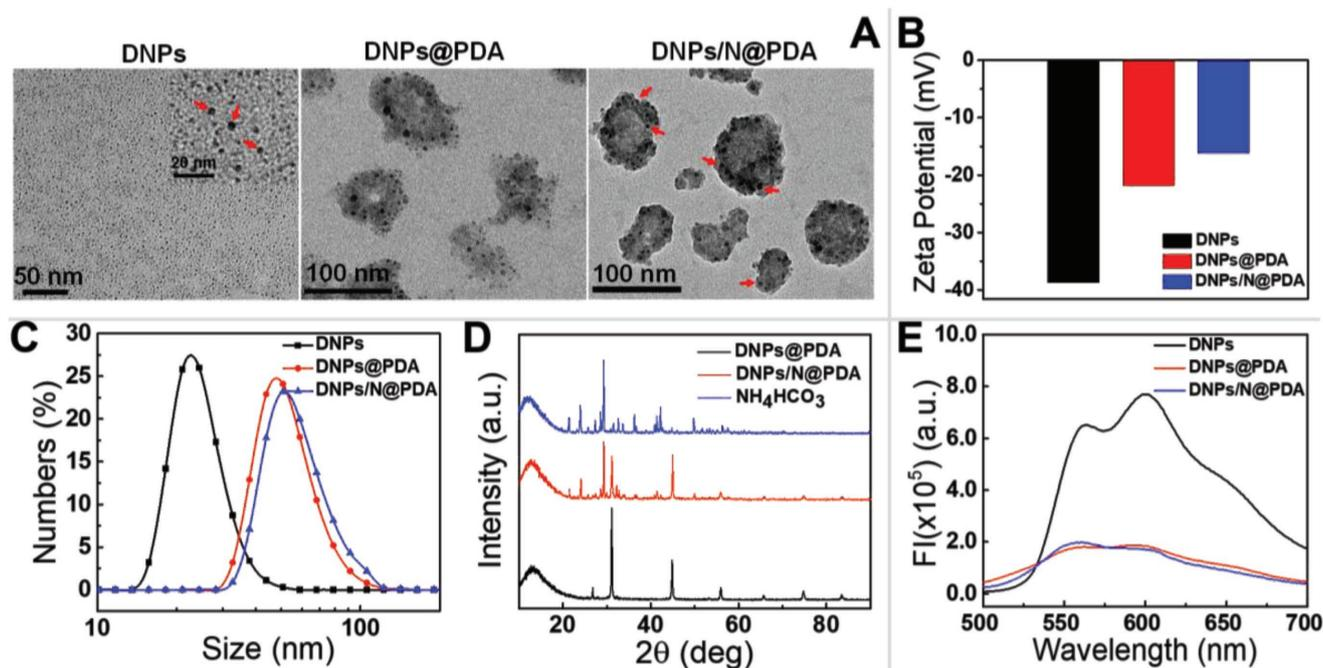 A
DNPs
DNPs@PDA
DNPs/N@PDA
20 nm
50 nm
100 nm
100 nm
B
Zeta Potential (mV)
0
-10
-20
-30
-40
DNPs
DNPs@PDA
DNPs/N@PDA
C
Numbers (%)
30
25
20
15
10
5
0
10
100
Size (nm)
DNPs
DNPs@PDA
DNPs/N@PDA
D
Intensity (a.u.)
DNPs@PDA
DNPs/N@PDA
NH4HCO3
20
40
60
80
2θ (deg)
E
FI(x10⁵) (a.u.)
10.0
8.0
6.0
4.0
2.0
0.0
DNPs
DNPs@PDA
DNPs/N@PDA
500
550
600
650
700
Wavelength (nm)